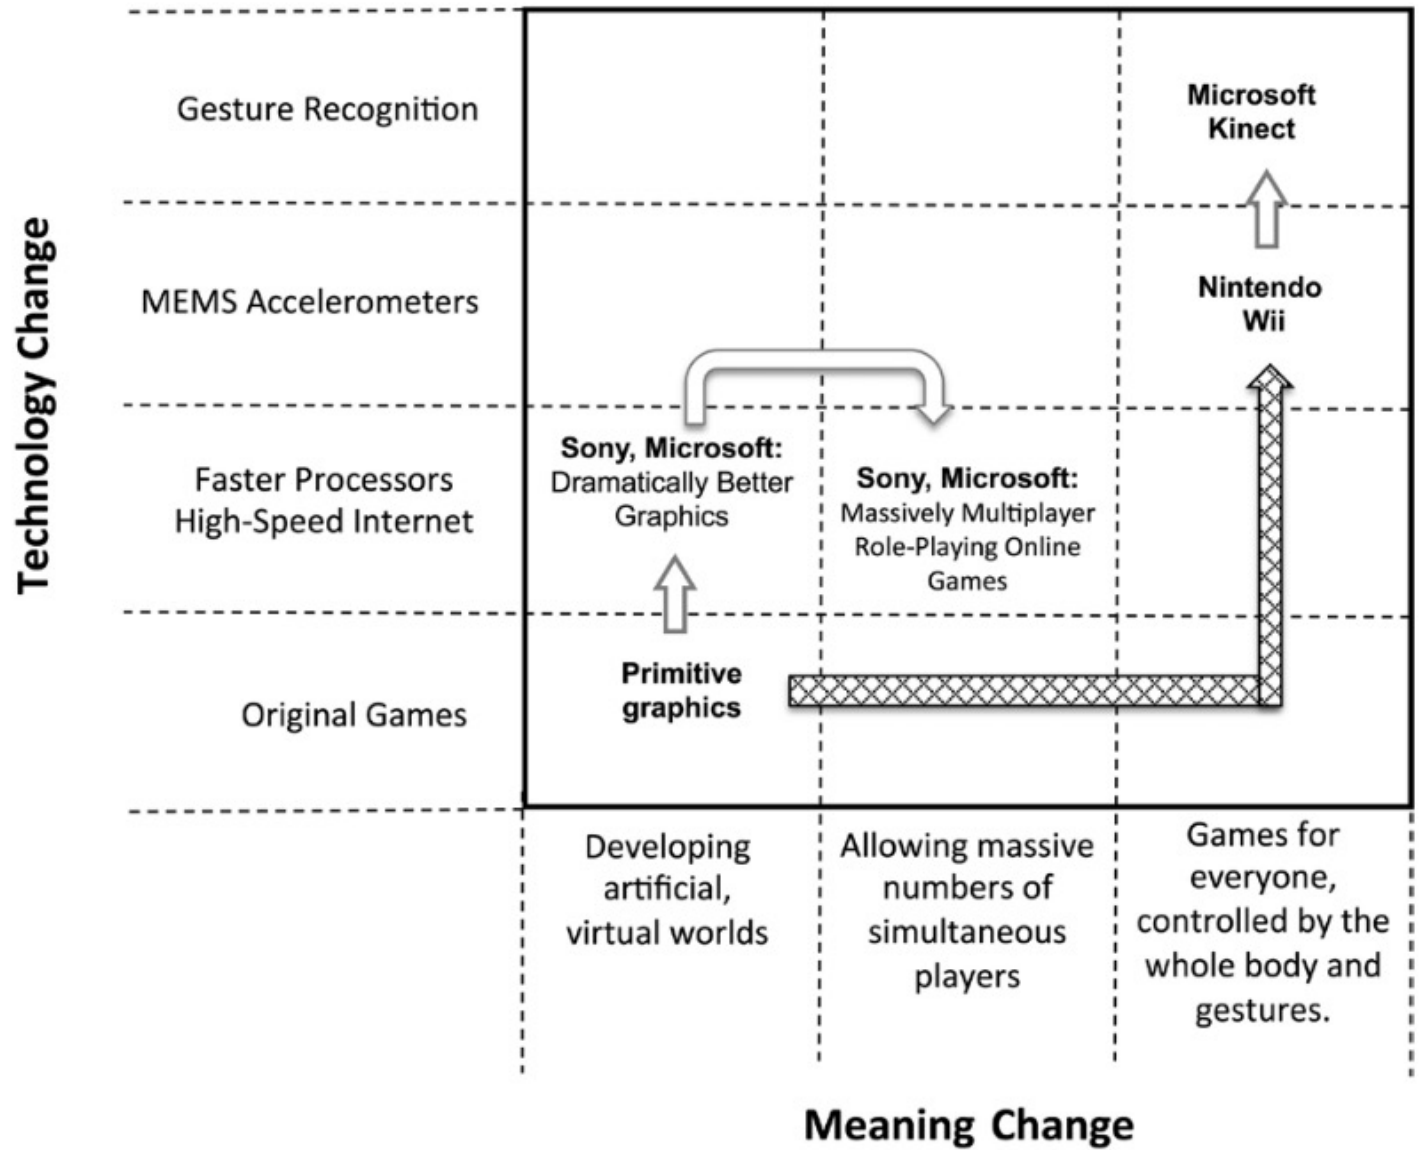 Technology Change
Gesture Recognition
Microsoft
Kinect
MEMS Accelerometers
Nintendo
Wii
Faster Processors
High-Speed Internet
Sony, Microsoft:
Dramatically Better
Graphics
Sony, Microsoft:
Massively Multiplayer
Role-Playing Online
Games
Original Games
Primitive
graphics
Developing
artificial,
virtual worlds
Allowing massive
numbers of
simultaneous
players
Games for
everyone,
controlled by the
whole body and
gestures.
Meaning Change